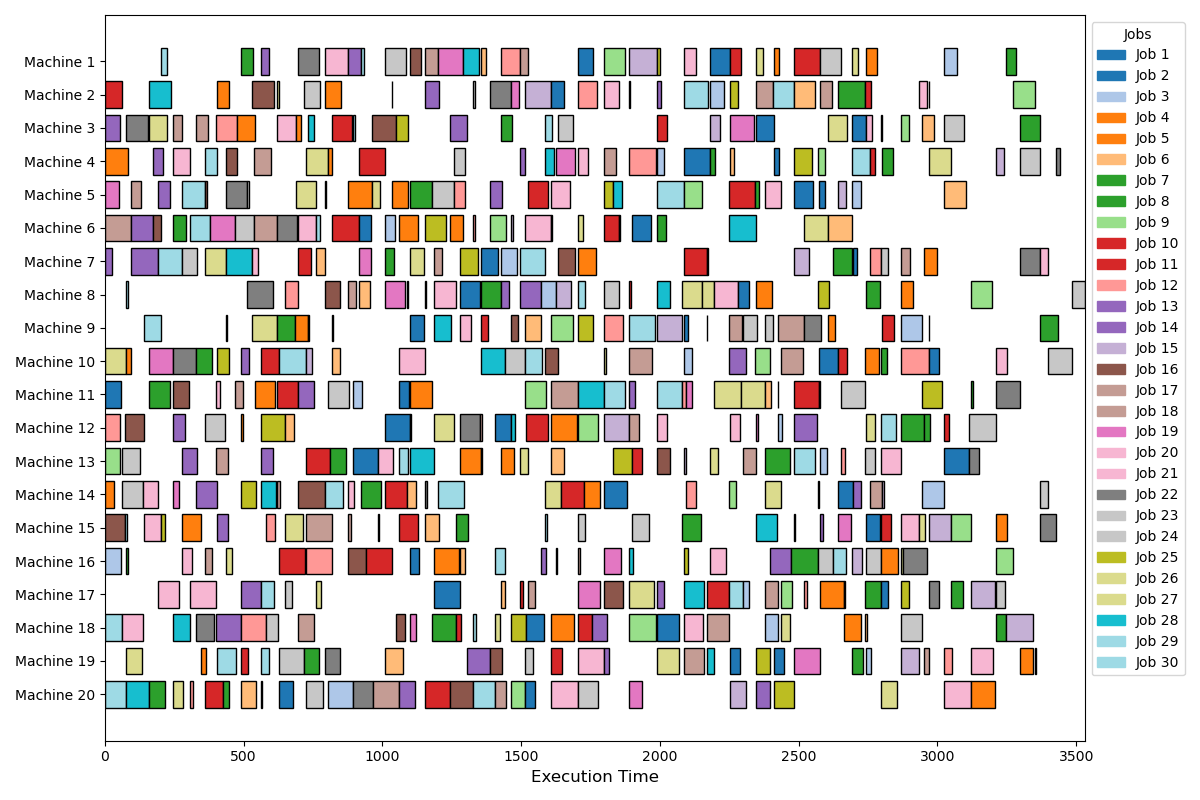 Machine 1
Machine 2
Machine 3
Machine 4
Machine 5
Machine 6
Machine 7
Machine 8
Machine 9
Machine 10
Machine 11
Machine 12
Machine 13
Machine 14
Machine 15
Machine 16
Machine 17
Machine 18
Machine 19
Machine 20
0 500 1000 1500 2000 2500 3000 3500
Execution Time
Jobs
Job 1
Job 2
Job 3
Job 4
Job 5
Job 6
Job 7
Job 8
Job 9
Job 10
Job 11
Job 12
Job 13
Job 14
Job 15
Job 16
Job 17
Job 18
Job 19
Job 20
Job 21
Job 22
Job 23
Job 24
Job 25
Job 26
Job 27
Job 28
Job 29
Job 30